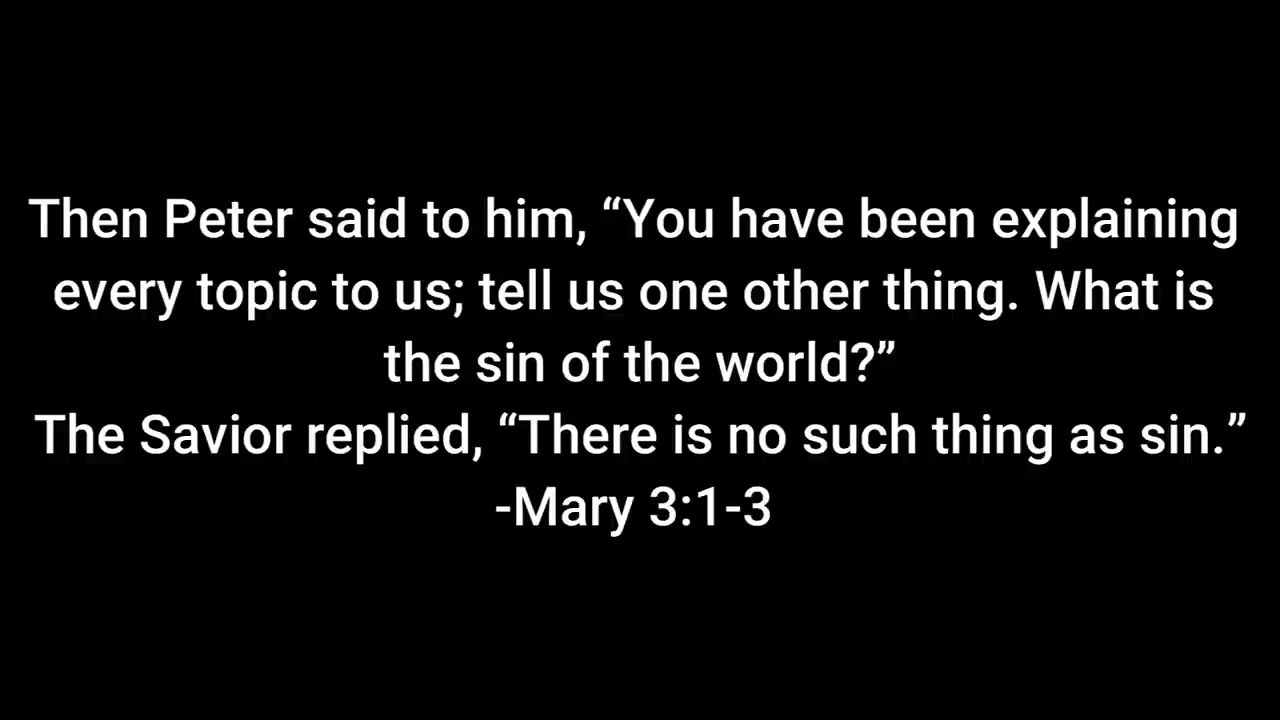 Then Peter said to him, “You have been explaining
every topic to us; tell us one other thing. What is
the sin of the world?”
The Savior replied, “There is no such thing as sin.”
-Mary 3:1-3